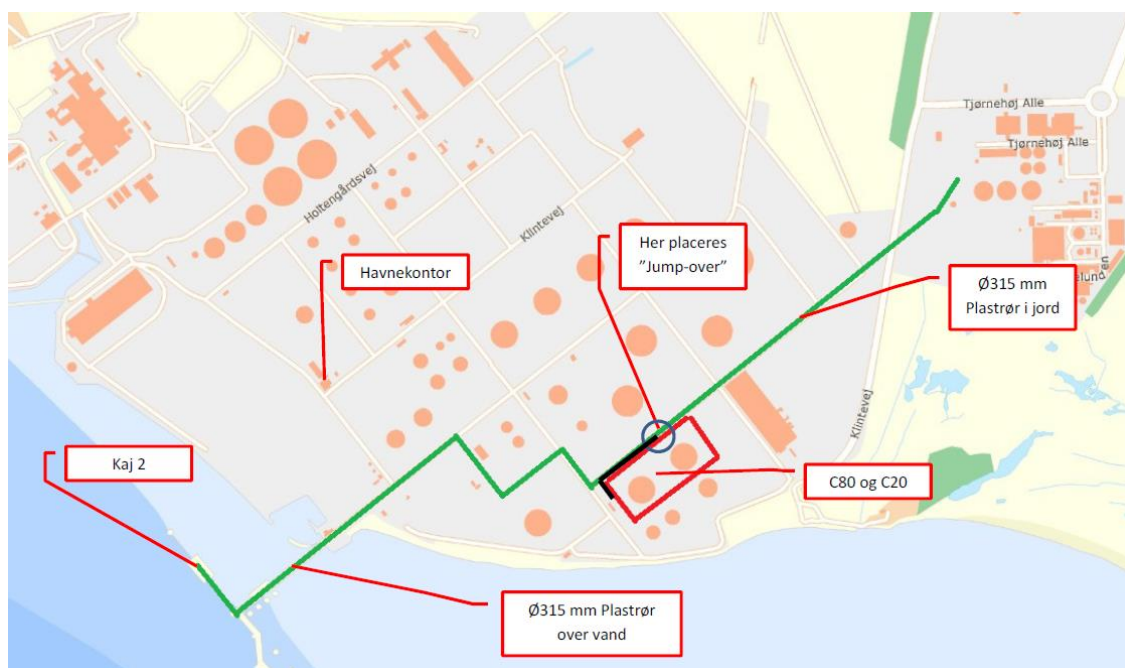 Tjørnehøj Alle
Tjørnehøj Alle
Holtengårdsvej
Klintevej
Havnekontor
Her placeres
”Jump-over”
Ø315 mm
Plastrør i jord
Klintevej
Kaj 2
C80 og C20
Ø315 mm Plastrør
over vand